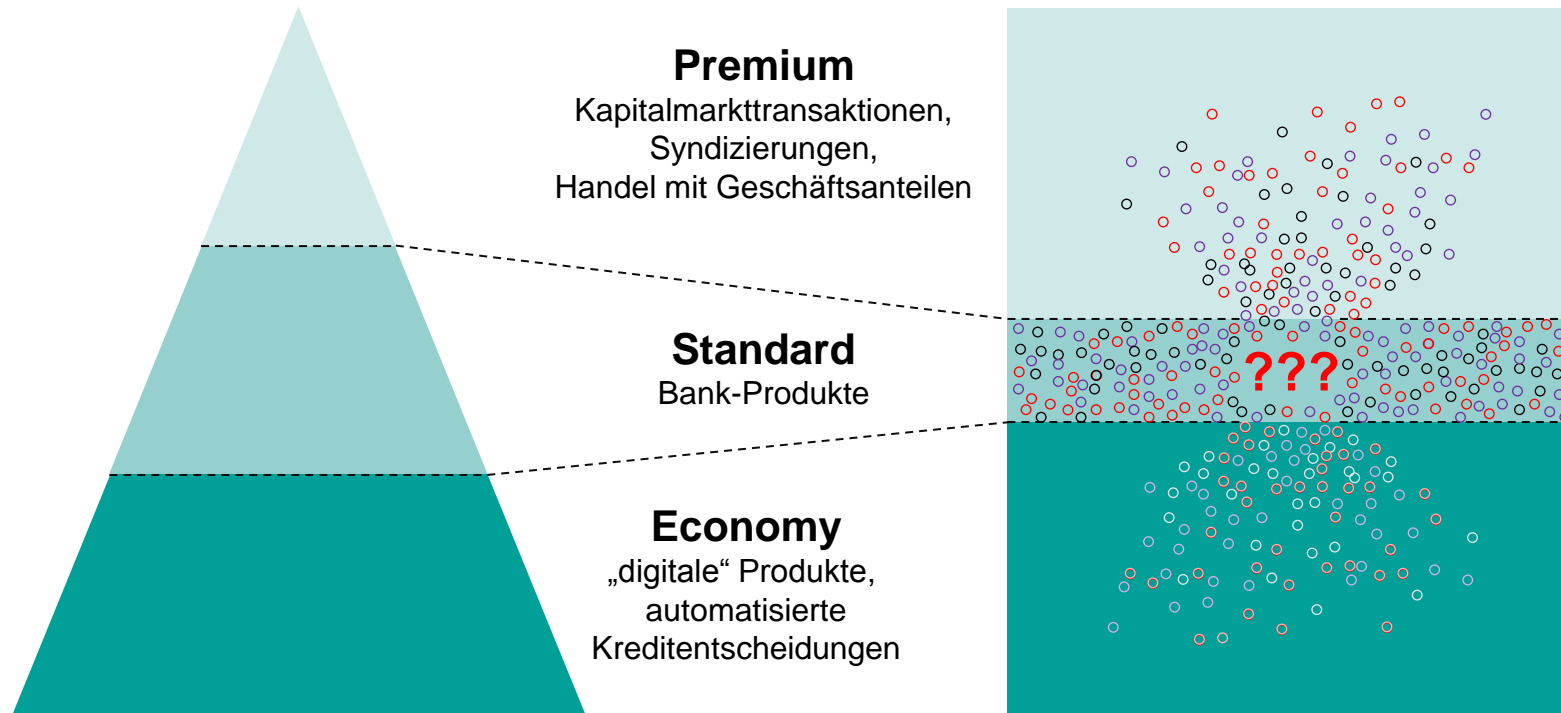 Premium
Kapitalmarkttransaktionen,
Syndizierungen,
Handel mit Geschäftsanteilen
Standard
Bank-Produkte
???
Economy
„digitale“ Produkte,
automatisierte
Kreditentscheidungen